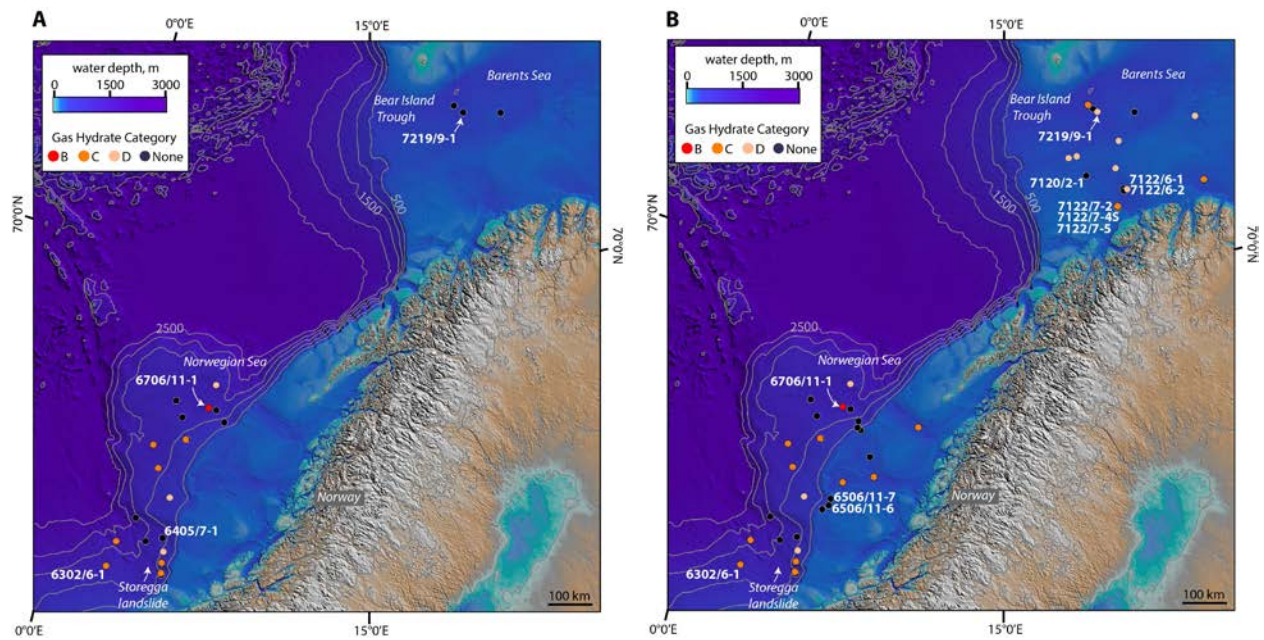 A
0°0'E
15°0'E
water depth, m
0 1500 3000
Gas Hydrate Category
B C D None
Barents Sea
Bear Island
Trough
7219/9-1
1500
500
70°0'N
70°0'N
2500
Norwegian Sea
6706/11-1
Norway
6405/7-1
6302/6-1
Storegga
landslide
100 km
0°0'E
15°0'E
B
0°0'E
15°0'E
water depth, m
0 1500 3000
Gas Hydrate Category
B C D None
Barents Sea
Bear Island
Trough
7219/9-1
7120/2-1
7122/6-1
7122/6-2
7122/7-2
7122/7-4S
7122/7-5
1500
500
70°0'N
70°0'N
2500
Norwegian Sea
6706/11-1
6506/11-7
6506/11-6
Norway
6302/6-1
Storegga
landslide
100 km
0°0'E
15°0'E